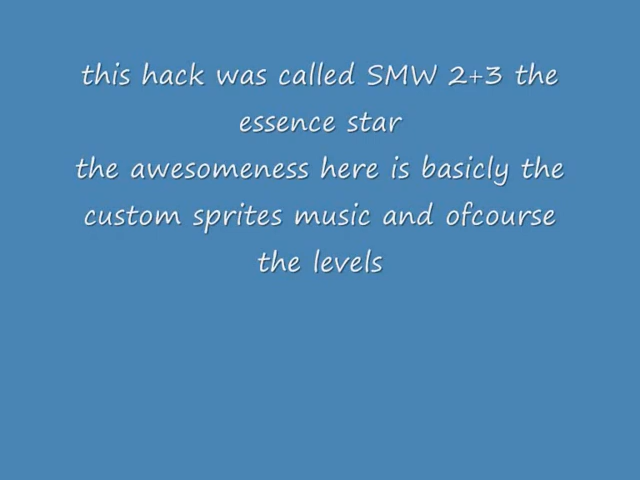 this hack was called SMW 2+3 the
essence star
the awesomeness here is basicly the
custom sprites music and ofcourse
the levels